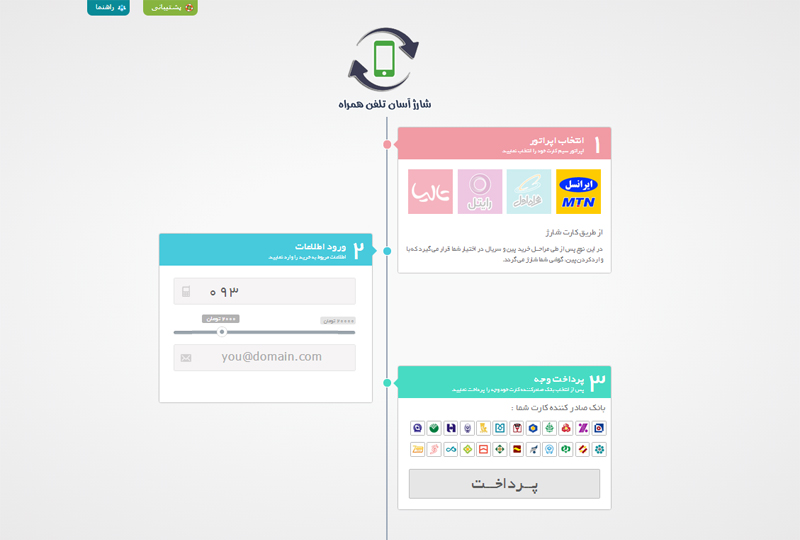 پشتیبانی
راهنما
شارژ آسان تلفن همراه
۱
انتخاب اپراتور
اپراتور سیم کارت خود را انتخاب نمایید
ایرانسل
MTN
همراه اول
رایتل
تالیا
از طریق کارت شارژ
در این نوع پس از طی مراحل خرید پین و سریال در اختیار شما قرار می‌گیرد که با
وارد کردن پین، گوشی شما شارژ می‌گردد.
۲
ورود اطلاعات
اطلاعات مربوط به خرید را وارد نمایید
۰۹۳
۲۰۰۰ تومان
۲۰۰۰۰ تومان
you@domain.com
۳
پرداخت وجه
پس از انتخاب بانک صادرکننده کارت خود وجه را پرداخت نمایید
بانک صادر کننده کارت شما :
پــرداخــت